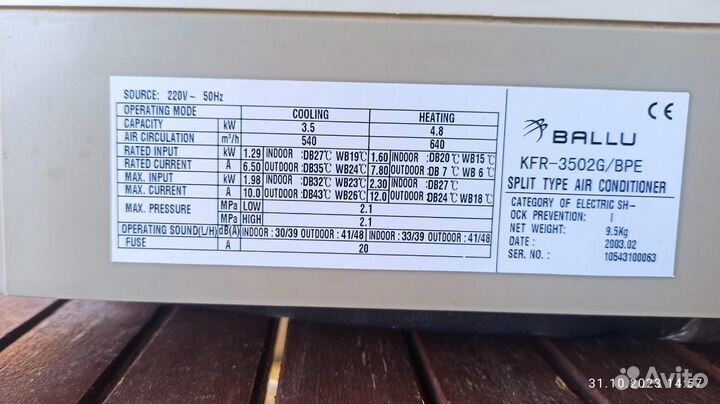 SOURCE: 220V~ 50Hz
OPERATING MODE COOLING HEATING
CAPACITY kW 3.5 4.8
AIR CIRCULATION m³/h 540 640
RATED INPUT kW 1.29 INDOOR :DB27℃ WB19℃ 1.60 INDOOR :DB20℃ WB15℃
RATED CURRENT A 6.50 OUTDOOR:DB35℃ WB24℃ 7.80 OUTDOOR:DB 7 ℃ WB 6 ℃
MAX. INPUT kW 1.98 INDOOR :DB32℃ WB23℃ 2.30 INDOOR :DB27℃
MAX. CURRENT A 10.0 OUTDOOR:DB43℃ WB26℃ 12.0 OUTDOOR:DB24℃ WB18℃
MAX. PRESSURE MPa LOW 2.1
MPa HIGH 2.1
OPERATING SOUND(L/H) dB(A) INDOOR : 30/39 OUTDOOR : 41/48 INDOOR : 33/39 OUTDOOR : 41/48
FUSE A 20
CE
BALLU
KFR-3502G/BPE
SPLIT TYPE AIR CONDITIONER
CATEGORY OF ELECTRIC SH-
OCK PREVENTION: I
NET WEIGHT: 9.5Kg
DATE : 2003.02
SER. NO. : 10543100063
31.10.2023 14:57
Avito